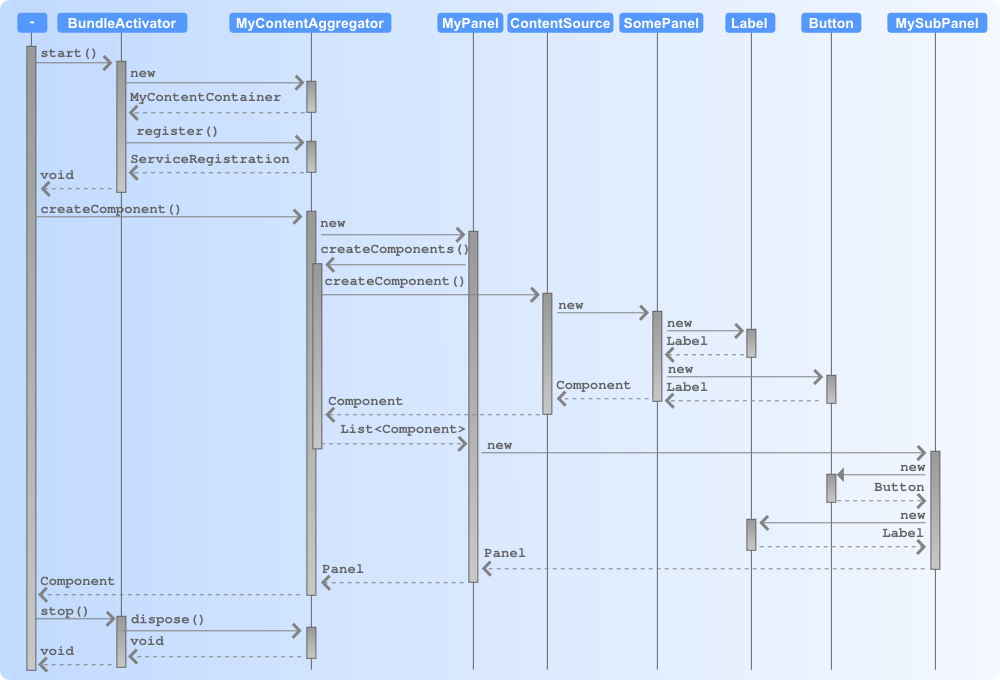 -
BundleActivator
MyContentAggregator
MyPanel
ContentSource
SomePanel
Label
Button
MySubPanel
start()
new
MyContentContainer
register()
ServiceRegistration
void
createComponent()
new
createComponents()
createComponent()
new
new
Label
new
Label
Component
Component
List<Component>
new
new
Button
new
Label
Panel
Panel
Component
stop()
dispose()
void
void